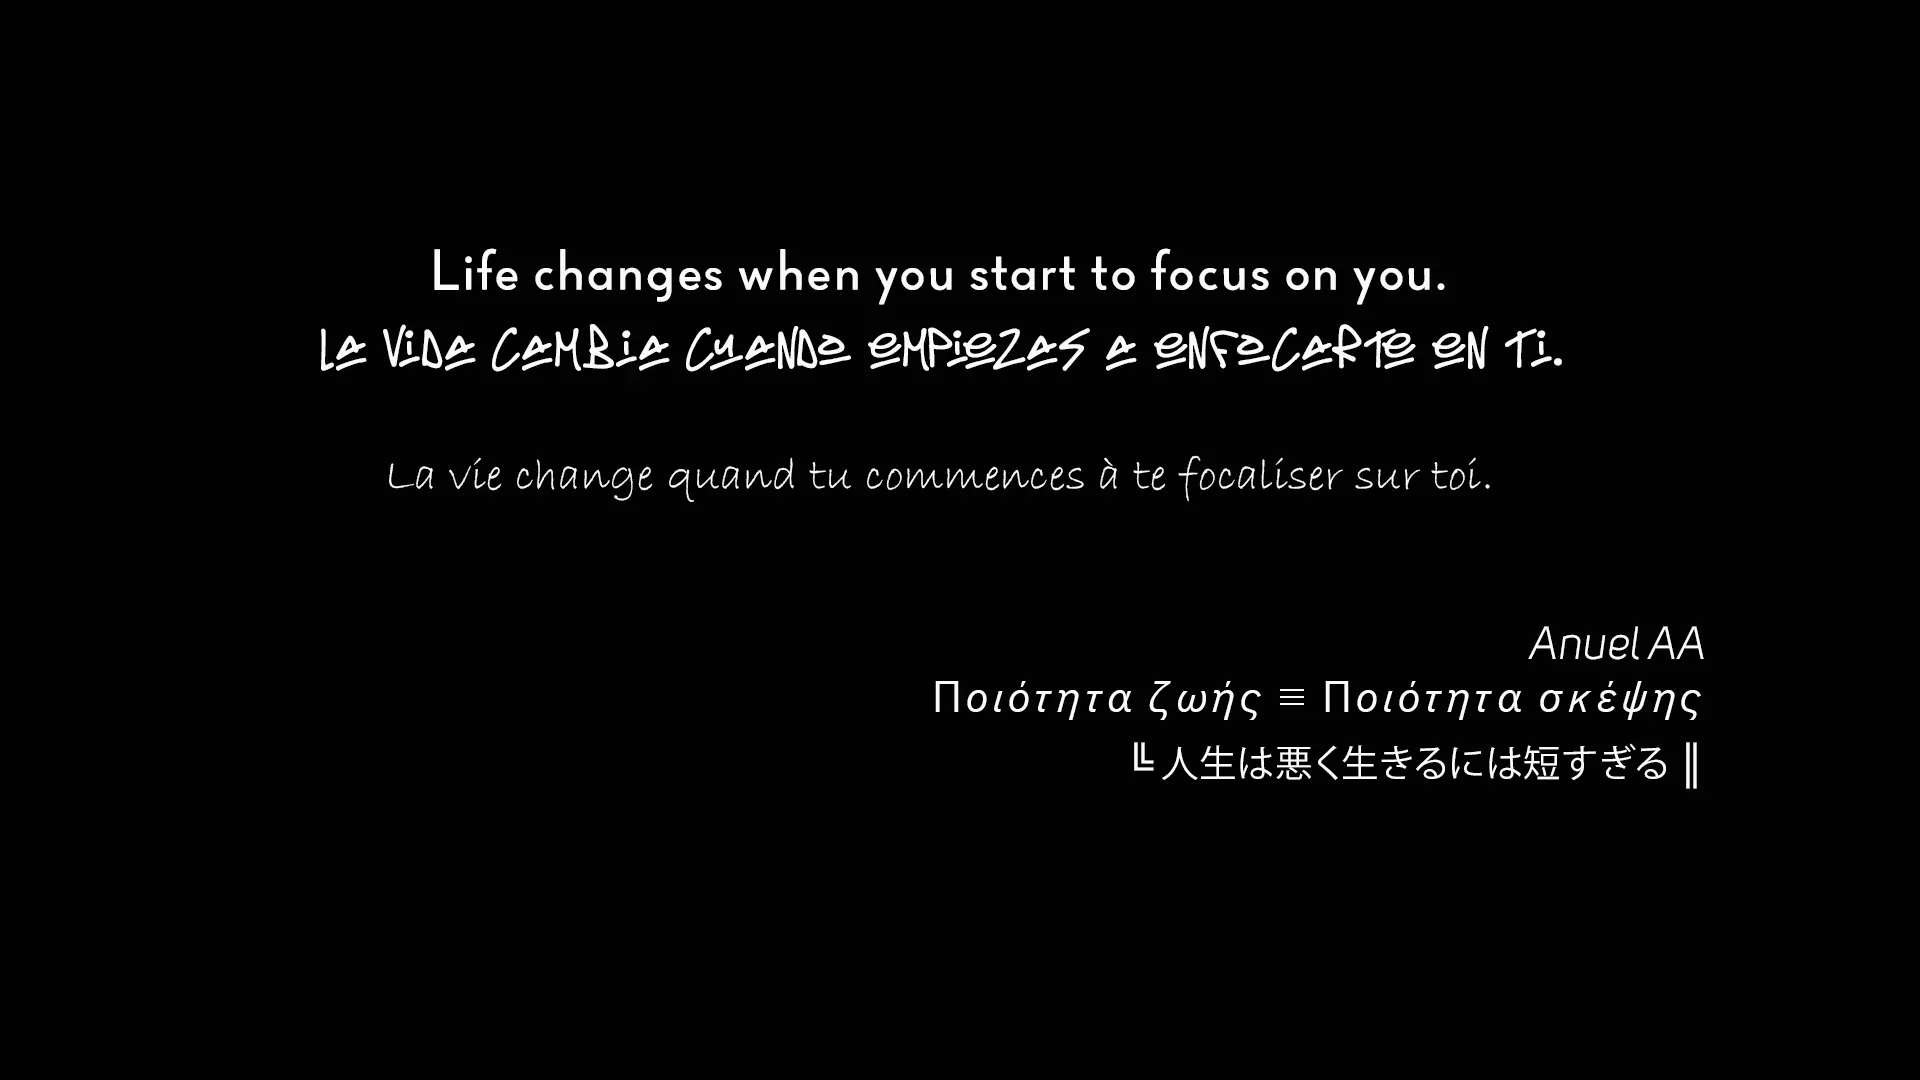 Life changes when you start to focus on you.
La vida cambia cuando empiezas a enfocarte en ti.
La vie change quand tu commences à te focaliser sur toi.
Anuel AA
Ποιότητα ζωής ≡ Ποιότητα σκέψης
╚ 人生は悪く生きるには短すぎる ║